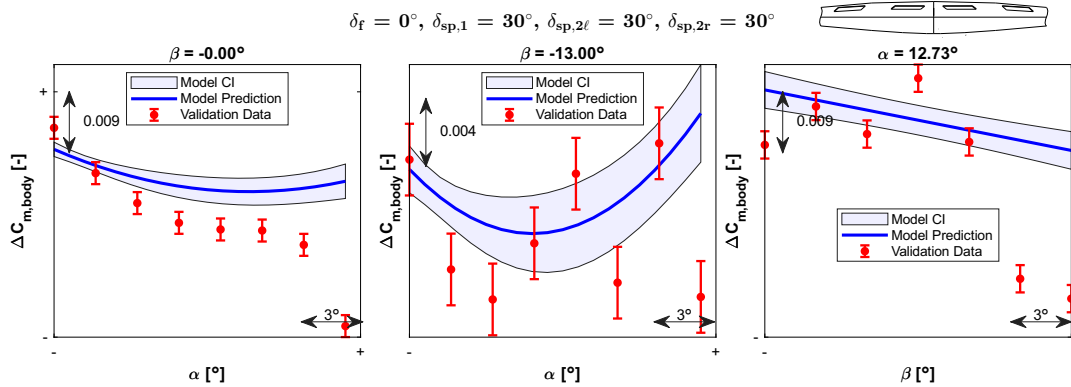 δf = 0°, δsp,1 = 30°, δsp,2ℓ = 30°, δsp,2r = 30°
β = -0.00°
Model CI
Model Prediction
Validation Data
0.009
3°
+
-
ΔCm,body [-]
- +
α [°]
β = -13.00°
Model CI
Model Prediction
Validation Data
0.004
3°
ΔCm,body [-]
- +
α [°]
α = 12.73°
0.009
Model CI
Model Prediction
Validation Data
3°
ΔCm,body [-]
- +
β [°]